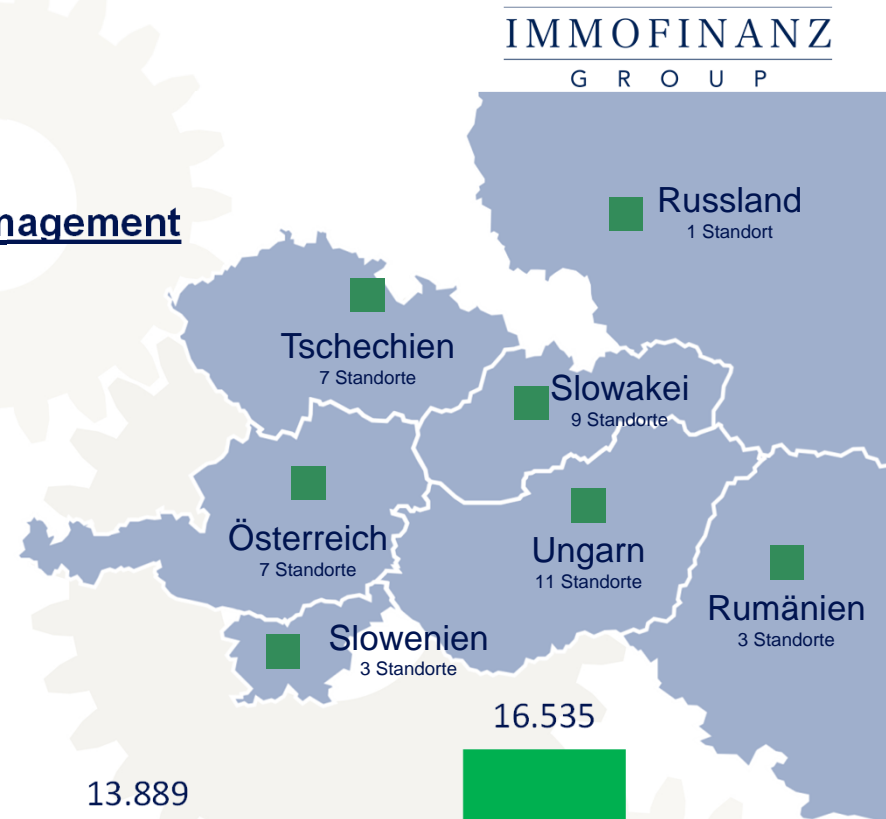 IMMOFINANZ
GROUP
Russland
1 Standort
Tschechien
7 Standorte
Slowakei
9 Standorte
Österreich
7 Standorte
Ungarn
11 Standorte
Rumänien
3 Standorte
Slowenien
3 Standorte
16.535
13.889